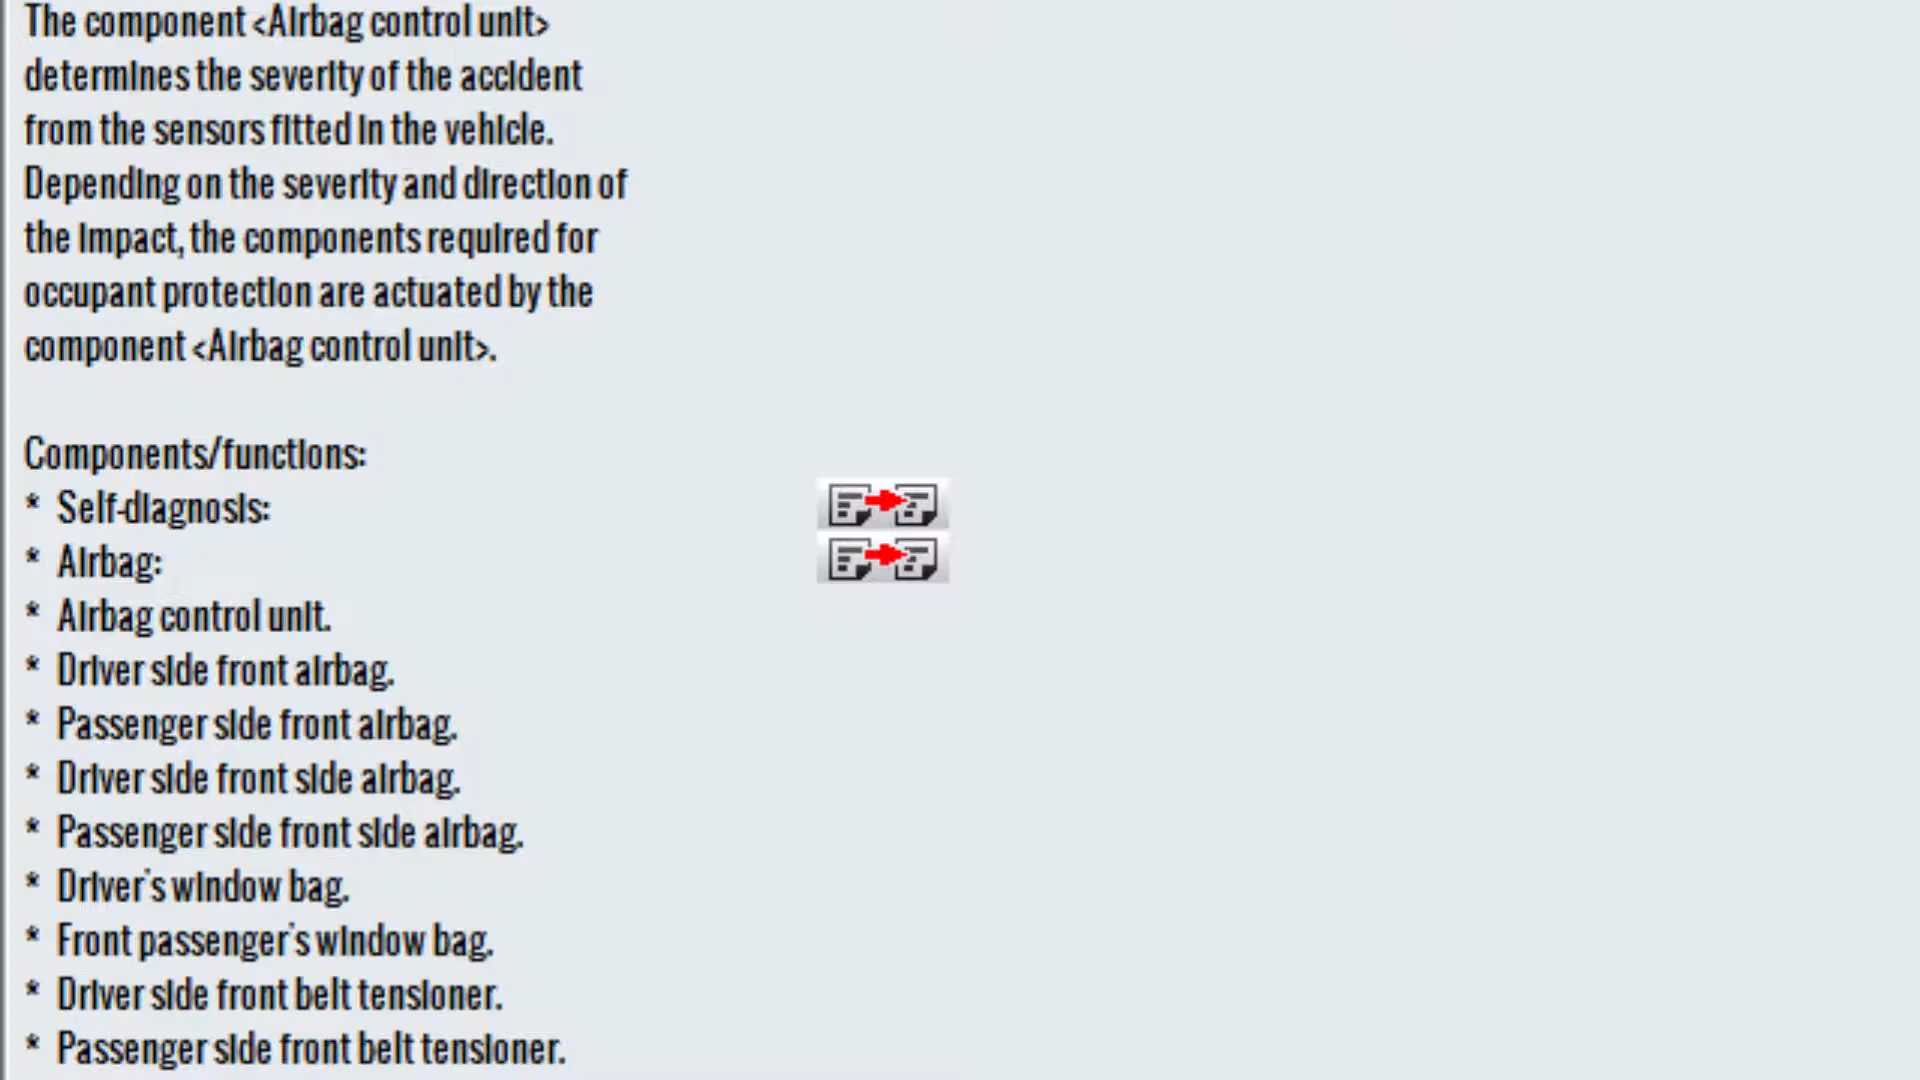 The component <Airbag control unit>
determines the severity of the accident
from the sensors fitted in the vehicle.
Depending on the severity and direction of
the impact, the components required for
occupant protection are actuated by the
component <Airbag control unit>.
Components/functions:
* Self-diagnosis:
* Airbag:
* Airbag control unit.
* Driver side front airbag.
* Passenger side front airbag.
* Driver side front side airbag.
* Passenger side front side airbag.
* Driver's window bag.
* Front passenger's window bag.
* Driver side front belt tensioner.
* Passenger side front belt tensioner.